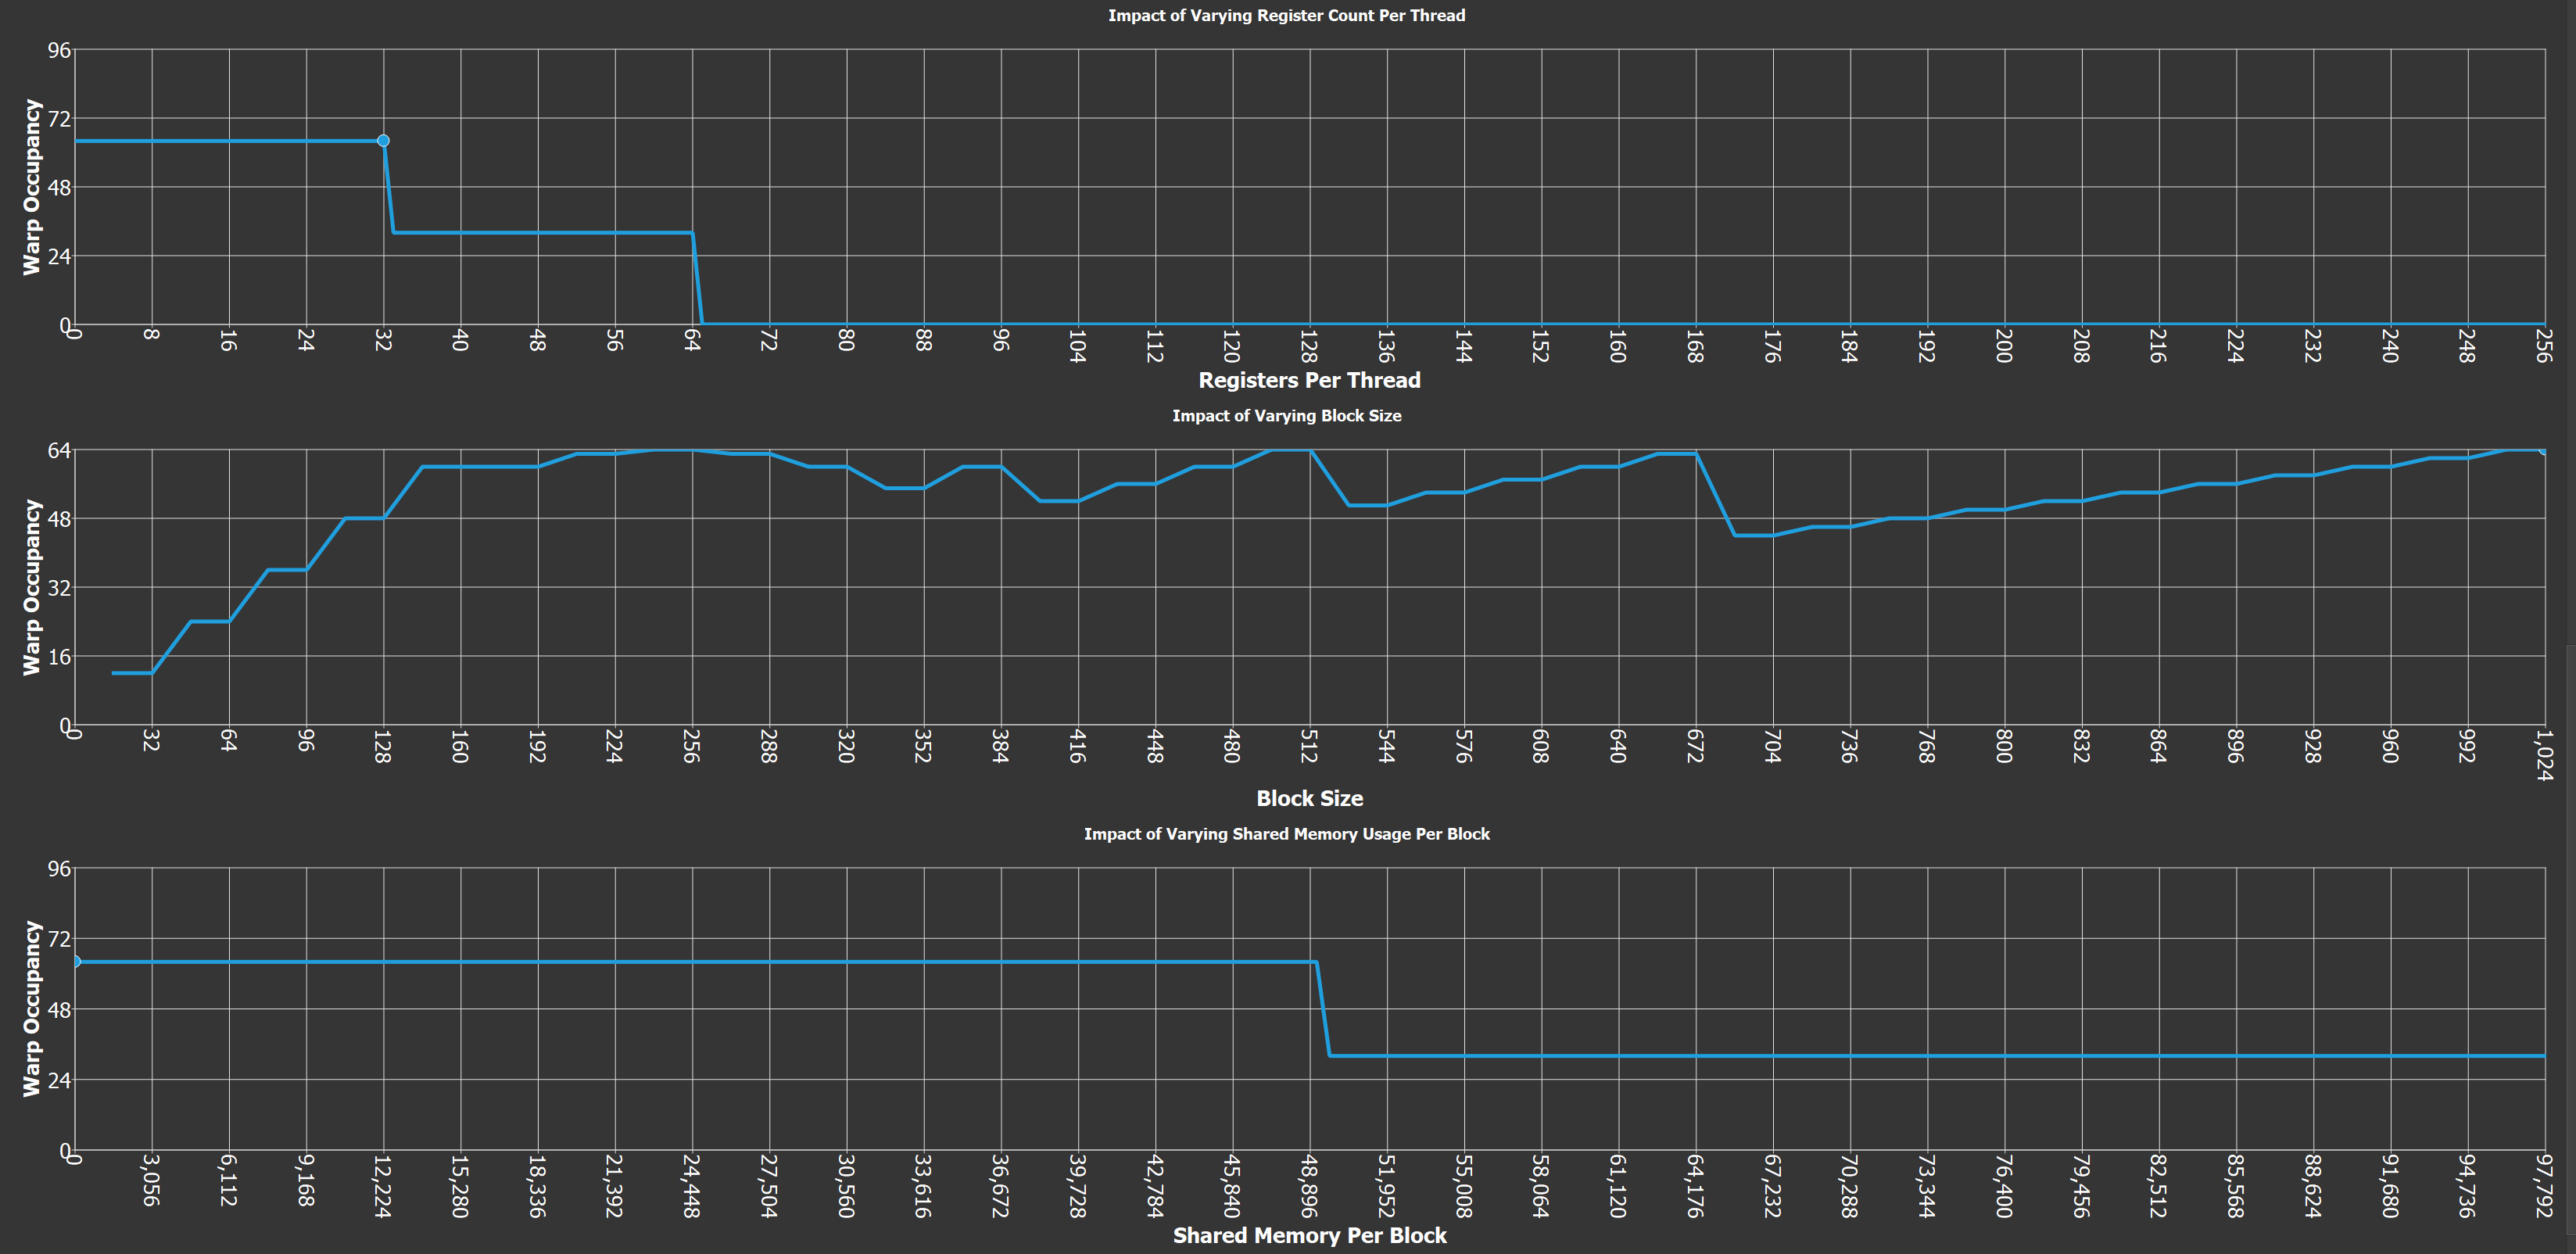 Impact of Varying Register Count Per Thread
Warp Occupancy
96
72
48
24
0
0 8 16 24 32 40 48 56 64 72 80 88 96 104 112 120 128 136 144 152 160 168 176 184 192 200 208 216 224 232 240 248 256
Registers Per Thread
Impact of Varying Block Size
Warp Occupancy
64
48
32
16
0
0 32 64 96 128 160 192 224 256 288 320 352 384 416 448 480 512 544 576 608 640 672 704 736 768 800 832 864 896 928 960 992 1,024
Block Size
Impact of Varying Shared Memory Usage Per Block
Warp Occupancy
96
72
48
24
0
0 3,056 6,112 9,168 12,224 15,280 18,336 21,392 24,448 27,504 30,560 33,616 36,672 39,728 42,784 45,840 48,896 51,952 55,008 58,064 61,120 64,176 67,232 70,288 73,344 76,400 79,456 82,512 85,568 88,624 91,680 94,736 97,792
Shared Memory Per Block